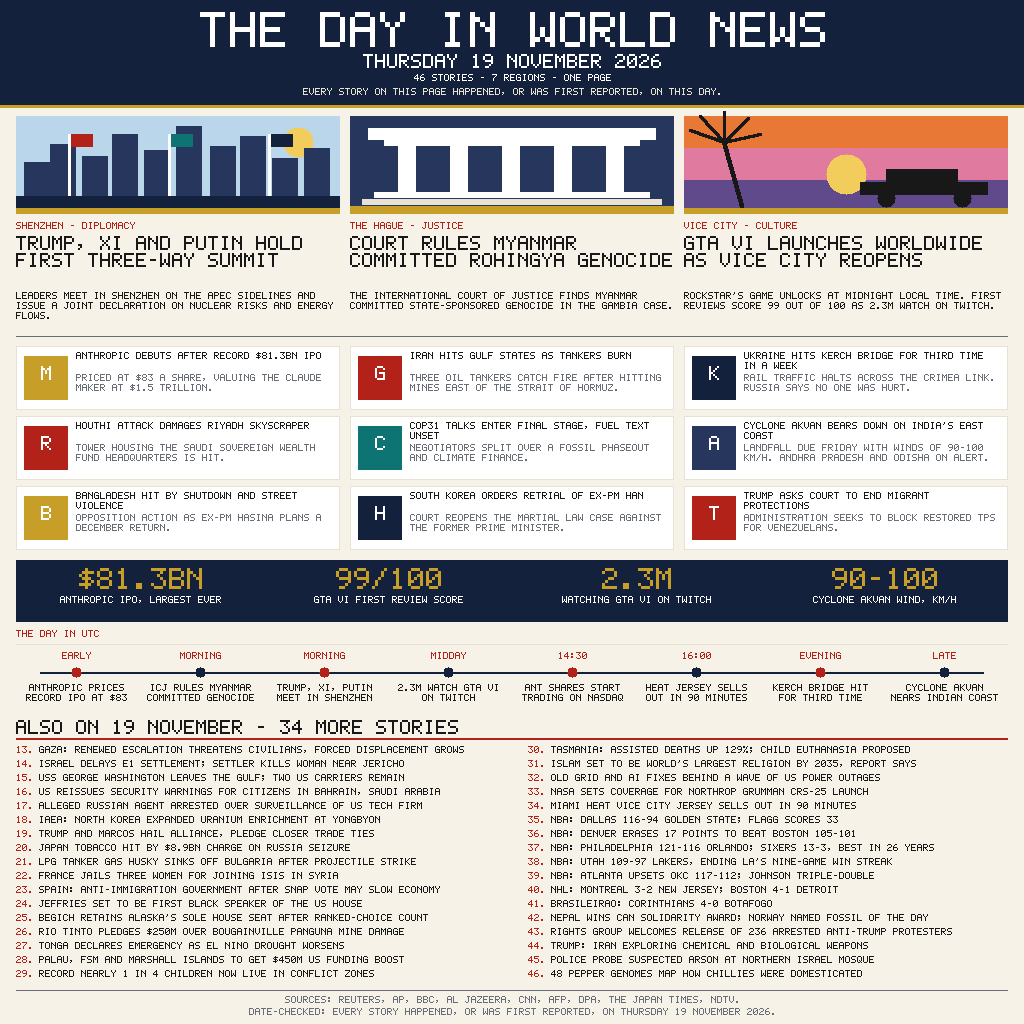 THE DAY IN WORLD NEWS
THURSDAY 19 NOVEMBER 2026
46 STORIES - 7 REGIONS - ONE PAGE
EVERY STORY ON THIS PAGE HAPPENED, OR WAS FIRST REPORTED, ON THIS DAY.
SHENZHEN - DIPLOMACY
TRUMP, XI AND PUTIN HOLD
FIRST THREE-WAY SUMMIT
LEADERS MEET IN SHENZHEN ON THE APEC SIDELINES AND
ISSUE A JOINT DECLARATION ON NUCLEAR RISKS AND ENERGY
FLOWS.
THE HAGUE - JUSTICE
COURT RULES MYANMAR
COMMITTED ROHINGYA GENOCIDE
THE INTERNATIONAL COURT OF JUSTICE FINDS MYANMAR
COMMITTED STATE-SPONSORED GENOCIDE IN THE GAMBIA CASE.
VICE CITY - CULTURE
GTA VI LAUNCHES WORLDWIDE
AS VICE CITY REOPENS
ROCKSTAR'S GAME UNLOCKS AT MIDNIGHT LOCAL TIME. FIRST
REVIEWS SCORE 99 OUT OF 100 AS 2.3M WATCH ON TWITCH.
M
ANTHROPIC DEBUTS AFTER RECORD $81.3BN IPO
PRICED AT $83 A SHARE, VALUING THE CLAUDE
MAKER AT $1.5 TRILLION.
G
IRAN HITS GULF STATES AS TANKERS BURN
THREE OIL TANKERS CATCH FIRE AFTER HITTING
MINES EAST OF THE STRAIT OF HORMUZ.
K
UKRAINE HITS KERCH BRIDGE FOR THIRD TIME
IN A WEEK
RAIL TRAFFIC HALTS ACROSS THE CRIMEA LINK.
RUSSIA SAYS NO ONE WAS HURT.
R
HOUTHI ATTACK DAMAGES RIYADH SKYSCRAPER
TOWER HOUSING THE SAUDI SOVEREIGN WEALTH
FUND HEADQUARTERS IS HIT.
C
COP31 TALKS ENTER FINAL STAGE, FUEL TEXT
UNSET
NEGOTIATORS SPLIT OVER A FOSSIL PHASEOUT
AND CLIMATE FINANCE.
A
CYCLONE AKVAN BEARS DOWN ON INDIA'S EAST
COAST
LANDFALL DUE FRIDAY WITH WINDS OF 90-100
KM/H. ANDHRA PRADESH AND ODISHA ON ALERT.
B
BANGLADESH HIT BY SHUTDOWN AND STREET
VIOLENCE
OPPOSITION ACTION AS EX-PM HASINA PLANS A
DECEMBER RETURN.
H
SOUTH KOREA ORDERS RETRIAL OF EX-PM HAN
COURT REOPENS THE MARTIAL LAW CASE AGAINST
THE FORMER PRIME MINISTER.
T
TRUMP ASKS COURT TO END MIGRANT
PROTECTIONS
ADMINISTRATION SEEKS TO BLOCK RESTORED TPS
FOR VENEZUELANS.
$81.3BN
ANTHROPIC IPO, LARGEST EVER
99/100
GTA VI FIRST REVIEW SCORE
2.3M
WATCHING GTA VI ON TWITCH
90-100
CYCLONE AKVAN WIND, KM/H
THE DAY IN UTC
EARLY
ANTHROPIC PRICES
RECORD IPO AT $83
MORNING
ICJ RULES MYANMAR
COMMITTED GENOCIDE
MORNING
TRUMP, XI, PUTIN
MEET IN SHENZHEN
MIDDAY
2.3M WATCH GTA VI
ON TWITCH
14:30
ANT SHARES START
TRADING ON NASDAQ
16:00
HEAT JERSEY SELLS
OUT IN 90 MINUTES
EVENING
KERCH BRIDGE HIT
FOR THIRD TIME
LATE
CYCLONE AKVAN
NEARS INDIAN COAST
ALSO ON 19 NOVEMBER - 34 MORE STORIES
13. GAZA: RENEWED ESCALATION THREATENS CIVILIANS, FORCED DISPLACEMENT GROWS
14. ISRAEL DELAYS E1 SETTLEMENT; SETTLER KILLS WOMAN NEAR JERICHO
15. USS GEORGE WASHINGTON LEAVES THE GULF; TWO US CARRIERS REMAIN
16. US REISSUES SECURITY WARNINGS FOR CITIZENS IN BAHRAIN, SAUDI ARABIA
17. ALLEGED RUSSIAN AGENT ARRESTED OVER SURVEILLANCE OF US TECH FIRM
18. IAEA: NORTH KOREA EXPANDED URANIUM ENRICHMENT AT YONGBYON
19. TRUMP AND MARCOS HAIL ALLIANCE, PLEDGE CLOSER TRADE TIES
20. JAPAN TOBACCO HIT BY $8.9BN CHARGE ON RUSSIA SEIZURE
21. LPG TANKER GAS HUSKY SINKS OFF BULGARIA AFTER PROJECTILE STRIKE
22. FRANCE JAILS THREE WOMEN FOR JOINING ISIS IN SYRIA
23. SPAIN: ANTI-IMMIGRATION GOVERNMENT AFTER SNAP VOTE MAY SLOW ECONOMY
24. JEFFRIES SET TO BE FIRST BLACK SPEAKER OF THE US HOUSE
25. BEGICH RETAINS ALASKA'S SOLE HOUSE SEAT AFTER RANKED-CHOICE COUNT
26. RIO TINTO PLEDGES $250M OVER BOUGAINVILLE PANGUNA MINE DAMAGE
27. TONGA DECLARES EMERGENCY AS EL NINO DROUGHT WORSENS
28. PALAU, FSM AND MARSHALL ISLANDS TO GET $450M US FUNDING BOOST
29. RECORD NEARLY 1 IN 4 CHILDREN NOW LIVE IN CONFLICT ZONES
30. TASMANIA: ASSISTED DEATHS UP 129%; CHILD EUTHANASIA PROPOSED
31. ISLAM SET TO BE WORLD'S LARGEST RELIGION BY 2035, REPORT SAYS
32. OLD GRID AND AI FIXES BEHIND A WAVE OF US POWER OUTAGES
33. NASA SETS COVERAGE FOR NORTHROP GRUMMAN CRS-25 LAUNCH
34. MIAMI HEAT VICE CITY JERSEY SELLS OUT IN 90 MINUTES
35. NBA: DALLAS 116-94 GOLDEN STATE; FLAGG SCORES 33
36. NBA: DENVER ERASES 17 POINTS TO BEAT BOSTON 105-101
37. NBA: PHILADELPHIA 121-116 ORLANDO; SIXERS 13-3, BEST IN 26 YEARS
38. NBA: UTAH 109-97 LAKERS, ENDING LA'S NINE-GAME WIN STREAK
39. NBA: ATLANTA UPSETS OKC 117-112; JOHNSON TRIPLE-DOUBLE
40. NHL: MONTREAL 3-2 NEW JERSEY; BOSTON 4-1 DETROIT
41. BRASILEIRAO: CORINTHIANS 4-0 BOTAFOGO
42. NEPAL WINS CAN SOLIDARITY AWARD; NORWAY NAMED FOSSIL OF THE DAY
43. RIGHTS GROUP WELCOMES RELEASE OF 236 ARRESTED ANTI-TRUMP PROTESTERS
44. TRUMP: IRAN EXPLORING CHEMICAL AND BIOLOGICAL WEAPONS
45. POLICE PROBE SUSPECTED ARSON AT NORTHERN ISRAEL MOSQUE
46. 48 PEPPER GENOMES MAP HOW CHILLIES WERE DOMESTICATED
SOURCES: REUTERS, AP, BBC, AL JAZEERA, CNN, AFP, DPA, THE JAPAN TIMES, NDTV.
DATE-CHECKED: EVERY STORY HAPPENED, OR WAS FIRST REPORTED, ON THURSDAY 19 NOVEMBER 2026.